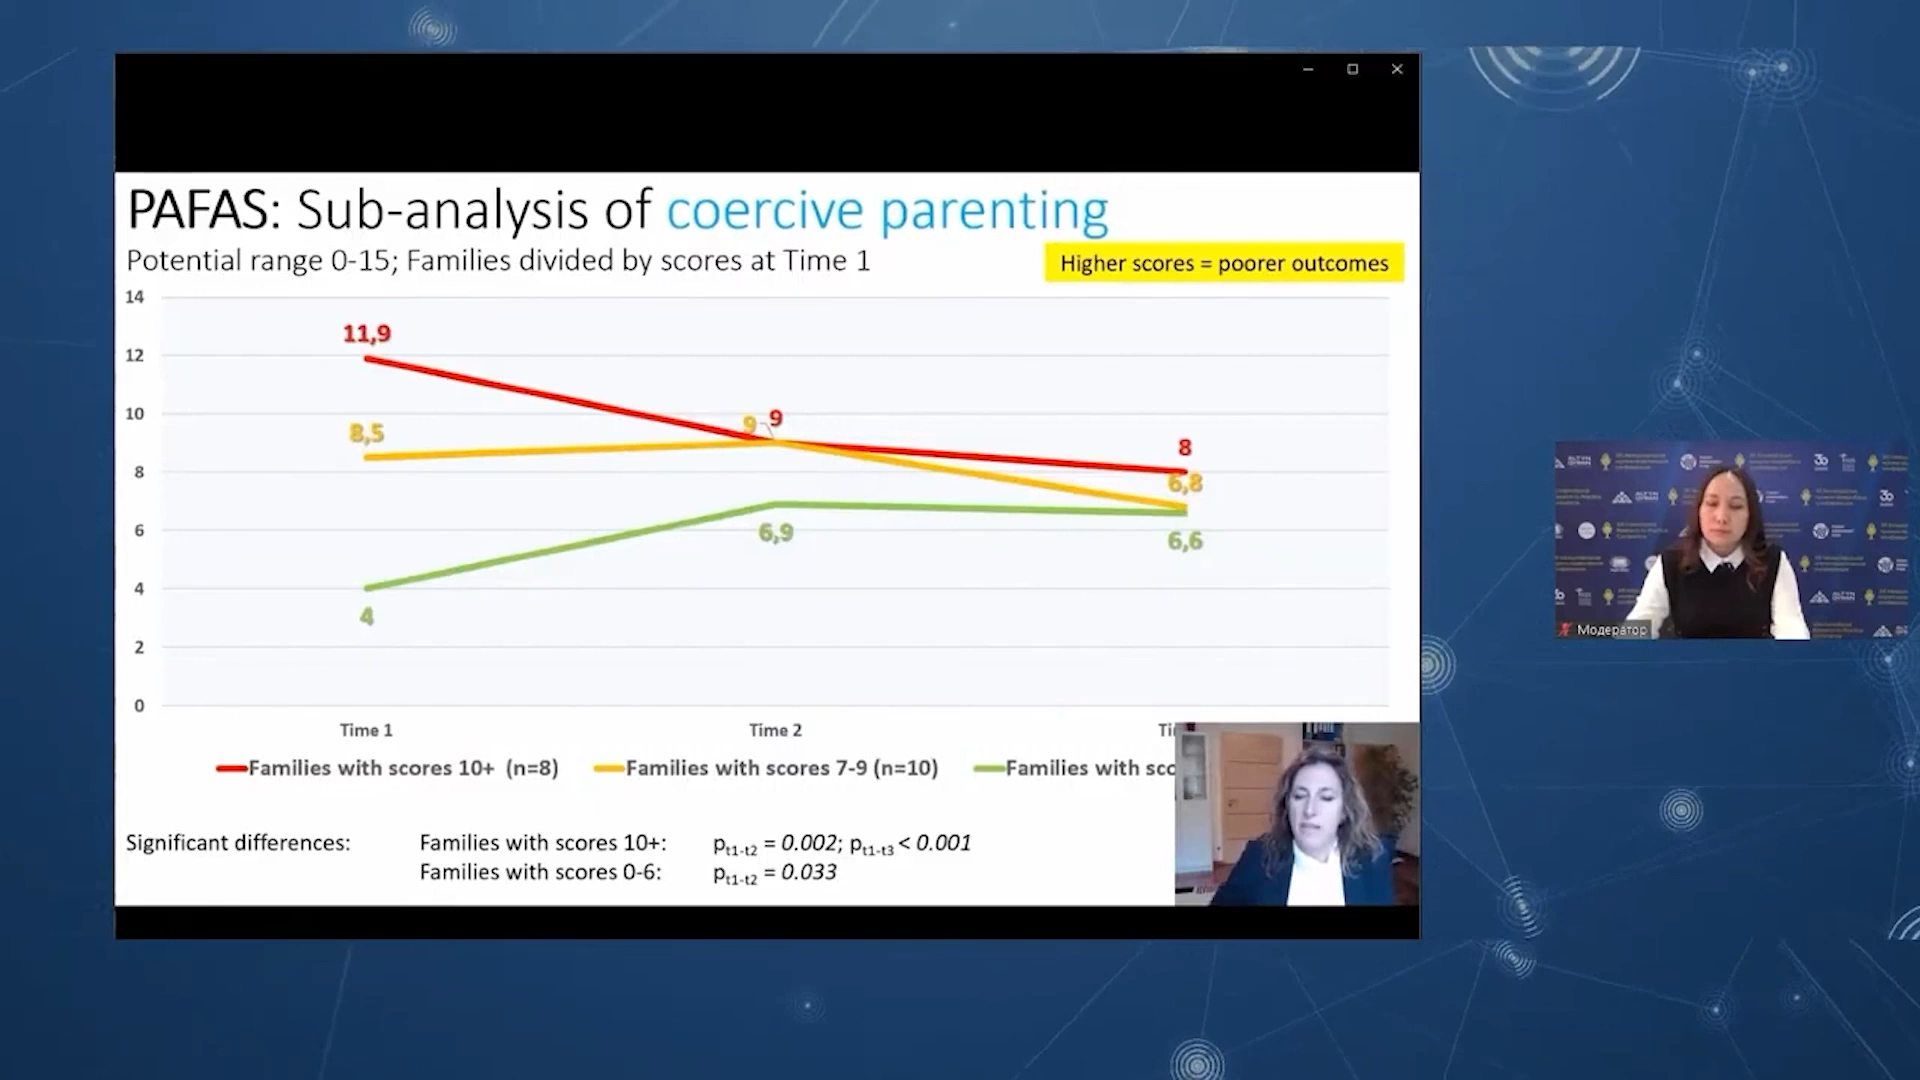 PAFAS: Sub-analysis of coercive parenting
Potential range 0-15; Families divided by scores at Time 1
Higher scores = poorer outcomes
14
12
10
8
6
4
2
0
11,9
8,5
4
9
9
6,9
8
6,8
6,6
Time 1
Time 2
Families with scores 10+ (n=8)
Families with scores 7-9 (n=10)
Families with
Significant differences:
Families with scores 10+:
pt1-t2 = 0.002; pt1-t3 < 0.001
Families with scores 0-6:
pt1-t2 = 0.033
Модератор